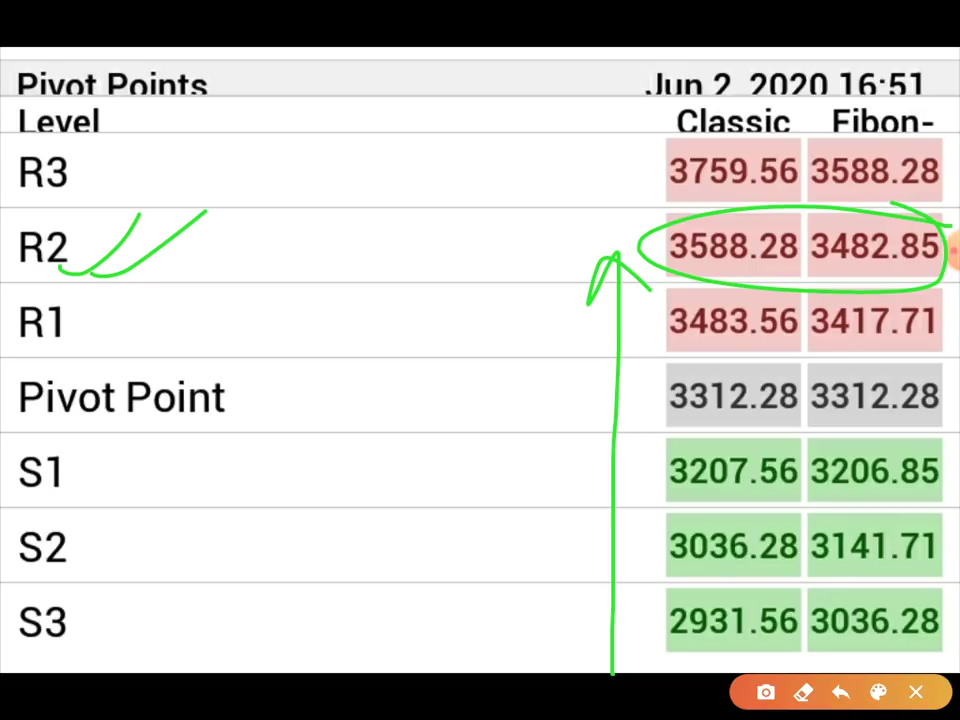 Pivot Points Jun 2, 2020 16:51
Level Classic Fibon-
R3 3759.56 3588.28
R2 3588.28 3482.85
R1 3483.56 3417.71
Pivot Point 3312.28 3312.28
S1 3207.56 3206.85
S2 3036.28 3141.71
S3 2931.56 3036.28